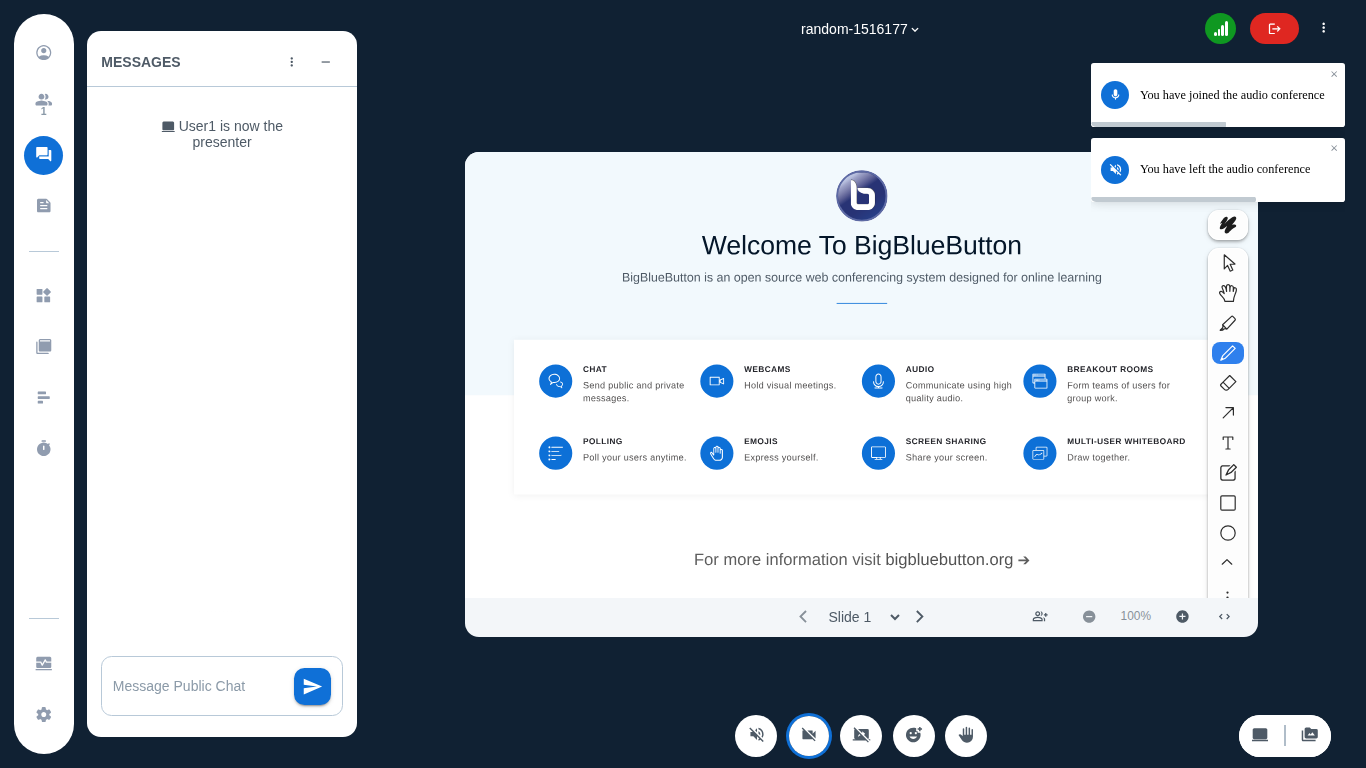 random-1516177
MESSAGES
1
User1 is now the
presenter
You have joined the audio conference
You have left the audio conference
Welcome To BigBlueButton
BigBlueButton is an open source web conferencing system designed for online learning
CHAT
Send public and private
messages.
WEBCAMS
Hold visual meetings.
AUDIO
Communicate using high
quality audio.
BREAKOUT ROOMS
Form teams of users for
group work.
POLLING
Poll your users anytime.
EMOJIS
Express yourself.
SCREEN SHARING
Share your screen.
MULTI-USER WHITEBOARD
Draw together.
For more information visit bigbluebutton.org →
Slide 1
100%
Message Public Chat